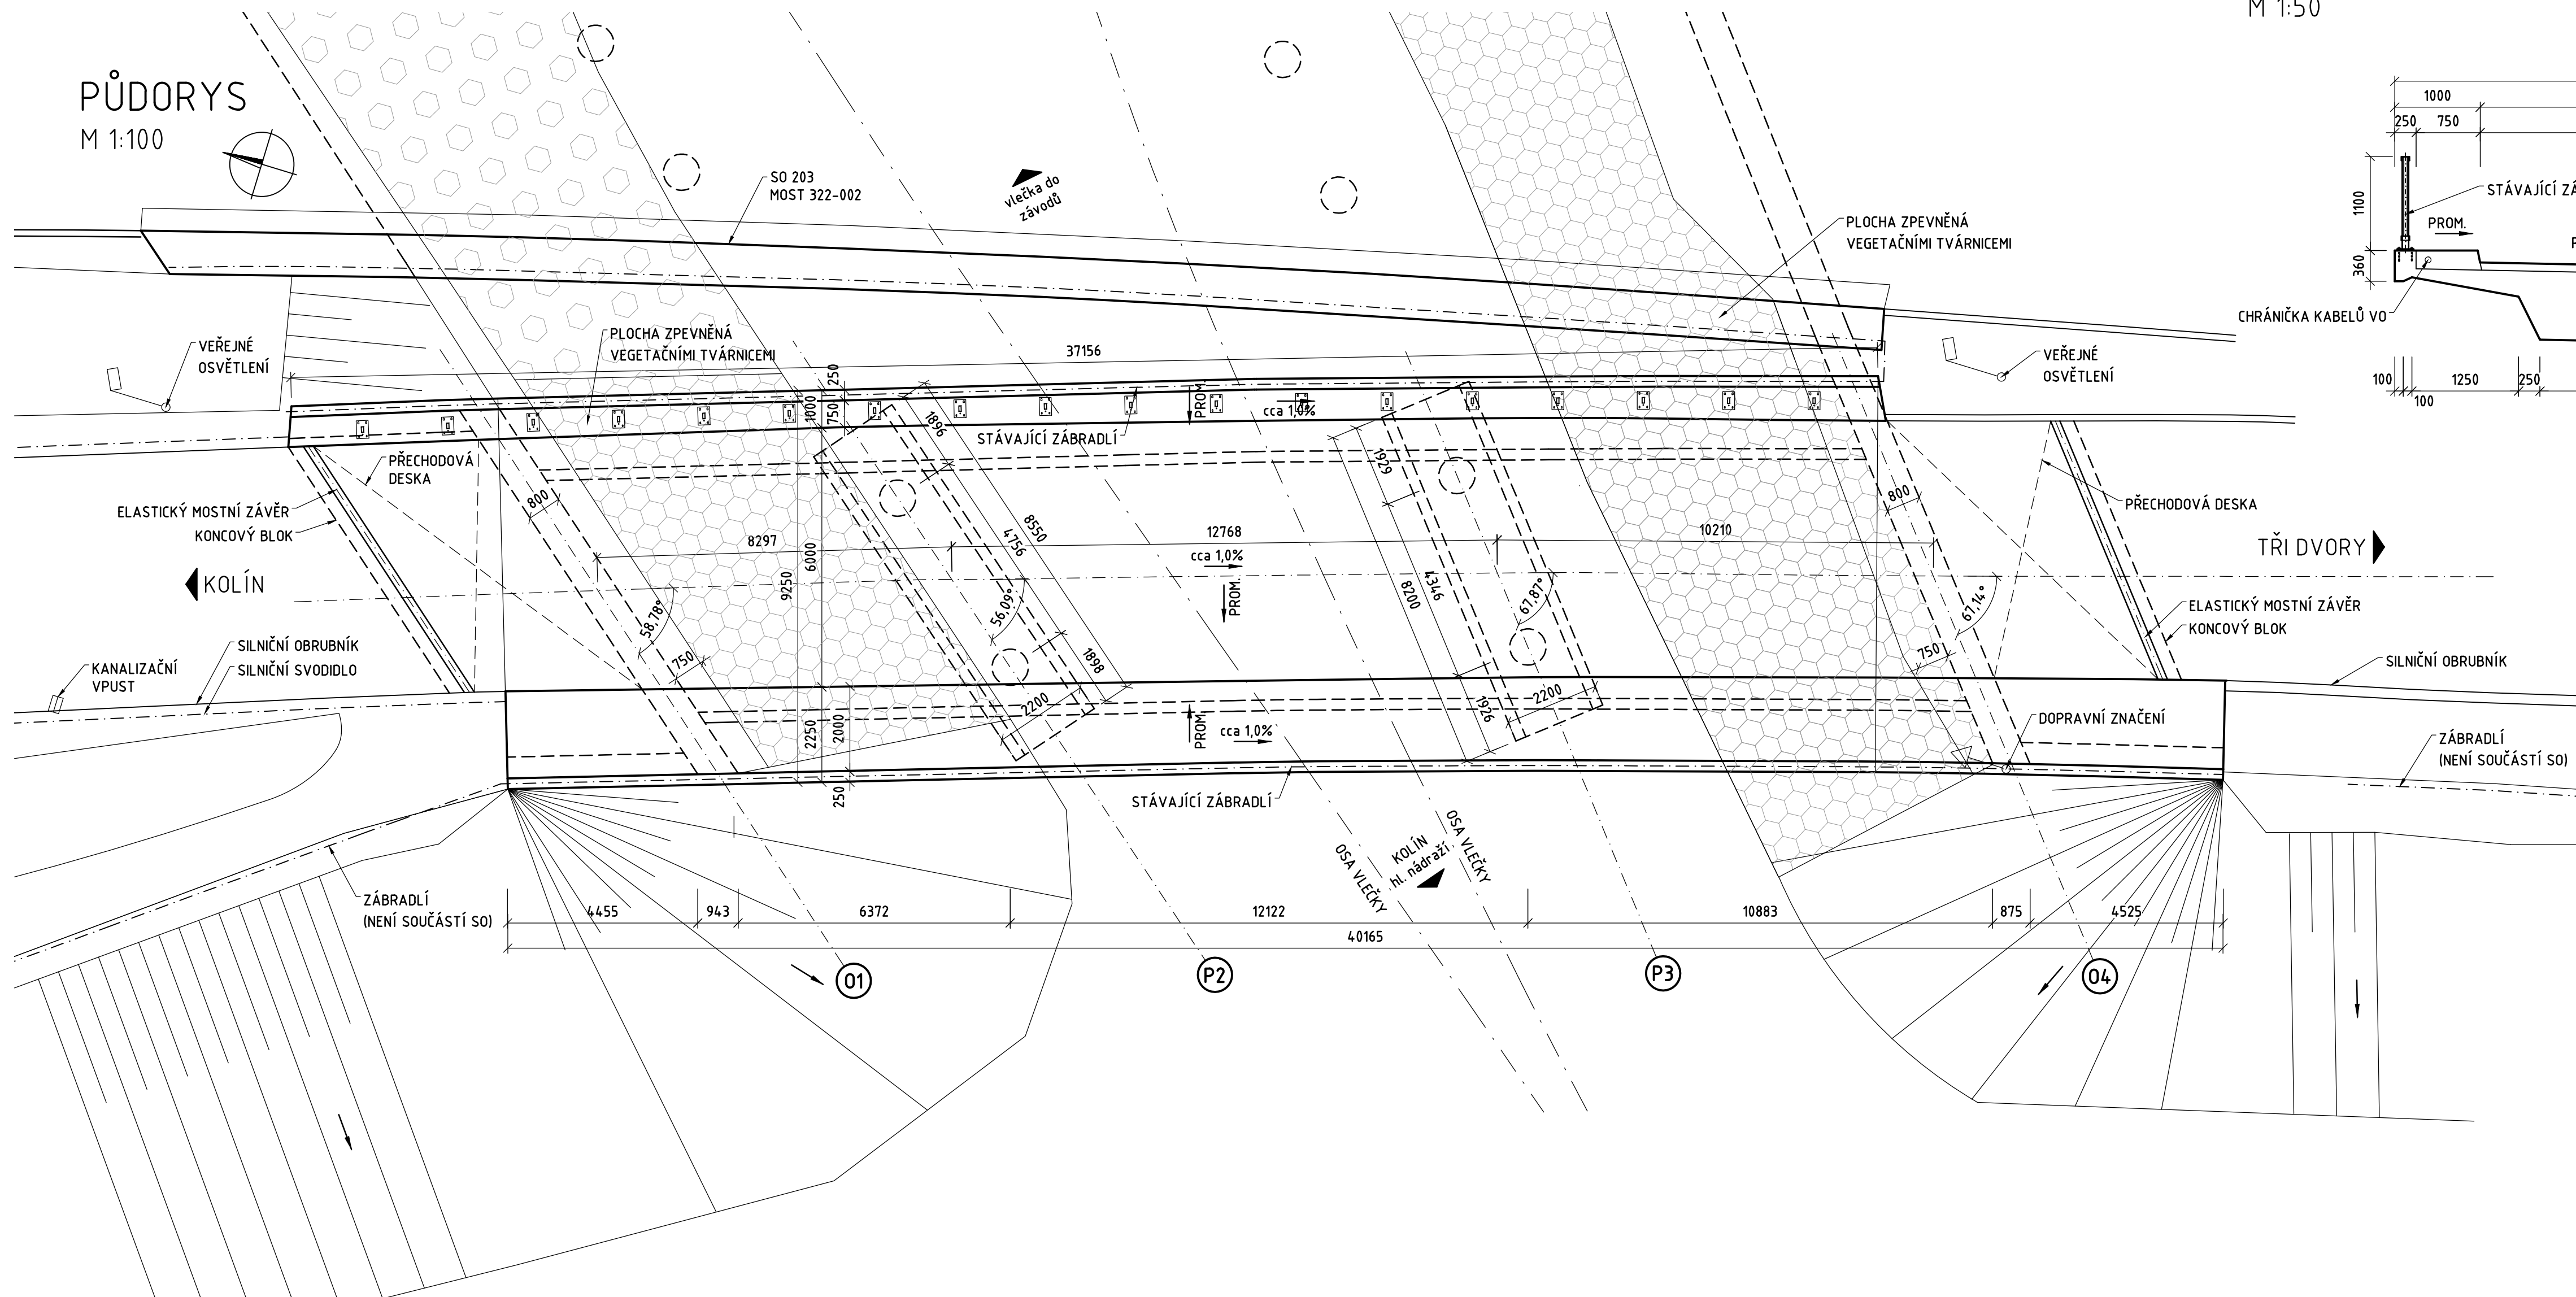 PŮDORYS
M 1:100
M 1:50
SO 203
MOST 322-002
vlečka do
závodů
PLOCHA ZPEVNĚNÁ
VEGETAČNÍMI TVÁRNICEMI
PLOCHA ZPEVNĚNÁ
VEGETAČNÍMI TVÁRNICEMI
VEŘEJNÉ
OSVĚTLENÍ
VEŘEJNÉ
OSVĚTLENÍ
37156
250
1000
750
1896
PROM.
cca 1,0%
STÁVAJÍCÍ ZÁBRADLÍ
1929
PŘECHODOVÁ
DESKA
ELASTICKÝ MOSTNÍ ZÁVĚR
KONCOVÝ BLOK
800
800
PŘECHODOVÁ DESKA
8297
8550
4756
12768
10210
cca 1,0%
PROM.
6000
9250
4346
8200
KOLÍN
TŘI DVORY
58,78°
56,09°
67,87°
67,14°
ELASTICKÝ MOSTNÍ ZÁVĚR
KONCOVÝ BLOK
SILNIČNÍ OBRUBNÍK
SILNIČNÍ SVODIDLO
KANALIZAČNÍ
VPUST
750
1898
750
SILNIČNÍ OBRUBNÍK
2200
2200
1926
2250
2000
PROM.
cca 1,0%
250
DOPRAVNÍ ZNAČENÍ
ZÁBRADLÍ
(NENÍ SOUČÁSTÍ SO)
STÁVAJÍCÍ ZÁBRADLÍ
OSA VLEČKY
KOLÍN
hl. nádraží
OSA VLEČKY
ZÁBRADLÍ
(NENÍ SOUČÁSTÍ SO)
4455
943
6372
12122
10883
875
4525
40165
O1
P2
P3
O4
1000
250
750
STÁVAJÍCÍ ZÁ
1100
PROM.
P
360
CHRÁNIČKA KABELŮ VO
100
100
1250
250